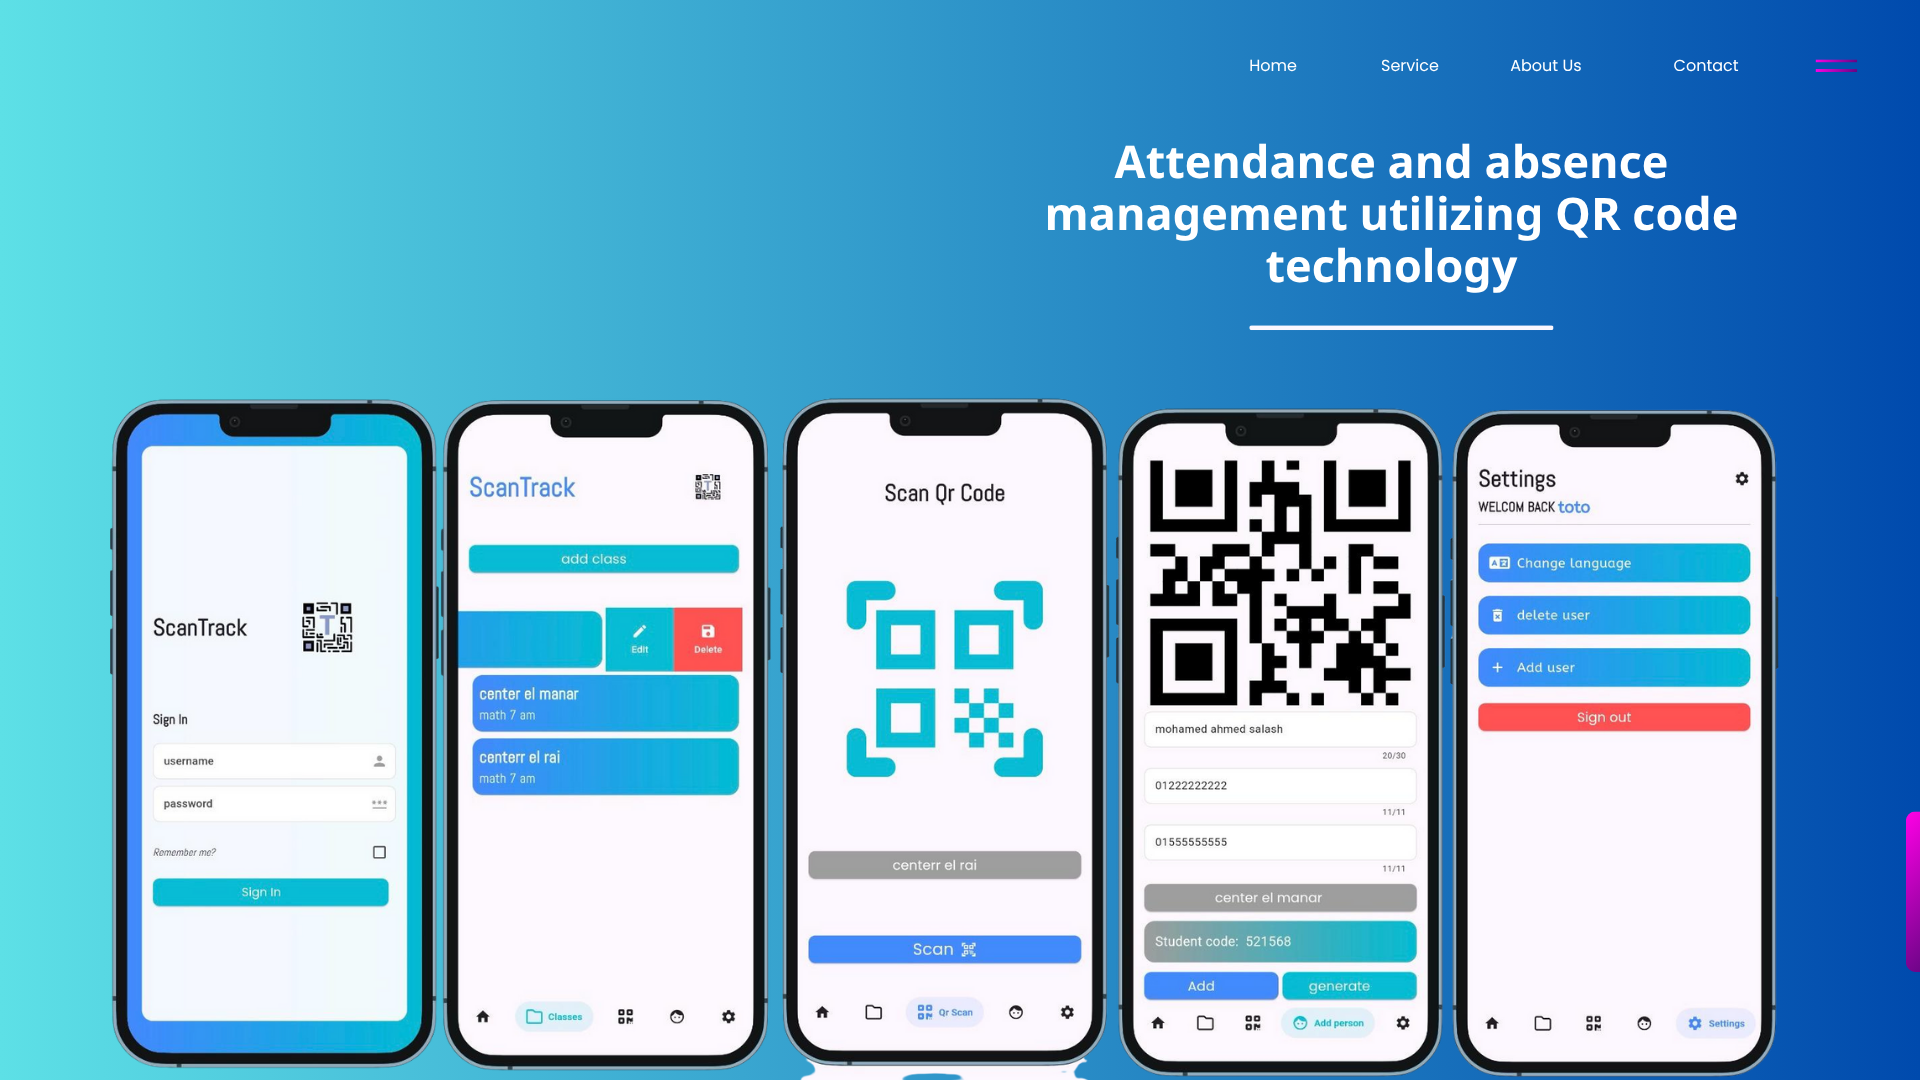 Home
Service
About Us
Contact
Attendance and absence
management utilizing QR code
technology
ScanTrack
T
Sign In
username
password
Remember me?
Sign In
ScanTrack
T
add class
Edit
Delete
center el manar
math 7 am
centerr el rai
math 7 am
Classes
Scan Qr Code
centerr el rai
Scan
Qr Scan
mohamed ahmed salash
20/30
01222222222
11/11
01555555555
11/11
center el manar
Student code: 521568
Add
generate
Add person
Settings
WELCOM BACK toto
Change language
delete user
Add user
Sign out
Settings